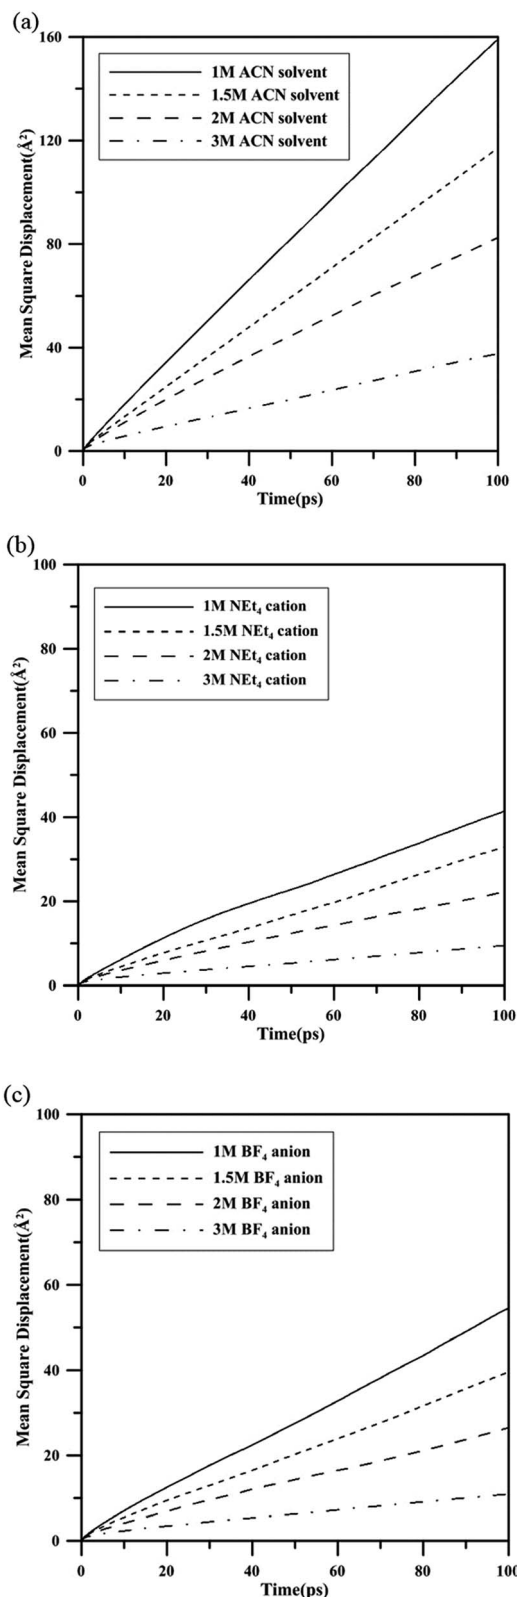 (a)
160
120
80
40
0
Mean Square Displacement(Å²)
1M ACN solvent
1.5M ACN solvent
2M ACN solvent
3M ACN solvent
0 20 40 60 80 100
Time(ps)
(b)
100
80
60
40
20
0
Mean Square Displacement(Å²)
1M NEt₄ cation
1.5M NEt₄ cation
2M NEt₄ cation
3M NEt₄ cation
0 20 40 60 80 100
Time(ps)
(c)
100
80
60
40
20
0
Mean Square Displacement(Å²)
1M BF₄ anion
1.5M BF₄ anion
2M BF₄ anion
3M BF₄ anion
0 20 40 60 80 100
Time(ps)